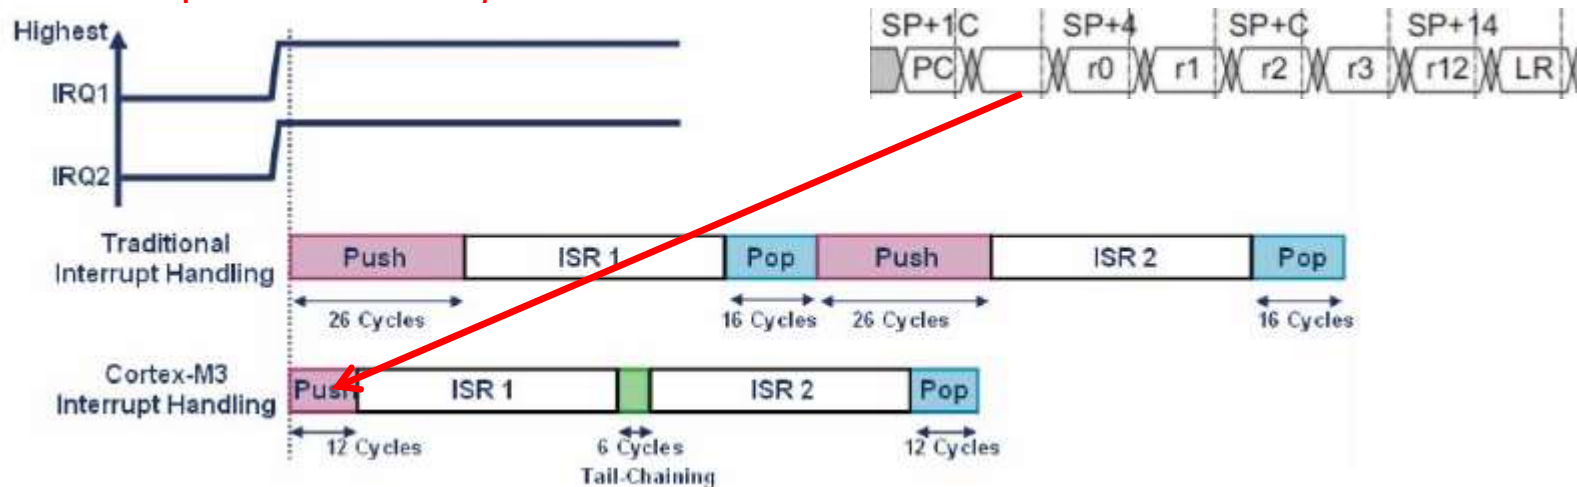 Highest
IRQ1
IRQ2
SP+1C SP+4 SP+C SP+14
PC r0 r1 r2 r3 r12 LR
Traditional
Interrupt Handling
Push ISR 1 Pop Push ISR 2 Pop
26 Cycles 16 Cycles 26 Cycles 16 Cycles
Cortex-M3
Interrupt Handling
Push ISR 1 ISR 2 Pop
12 Cycles 6 Cycles 12 Cycles
Tail-Chaining